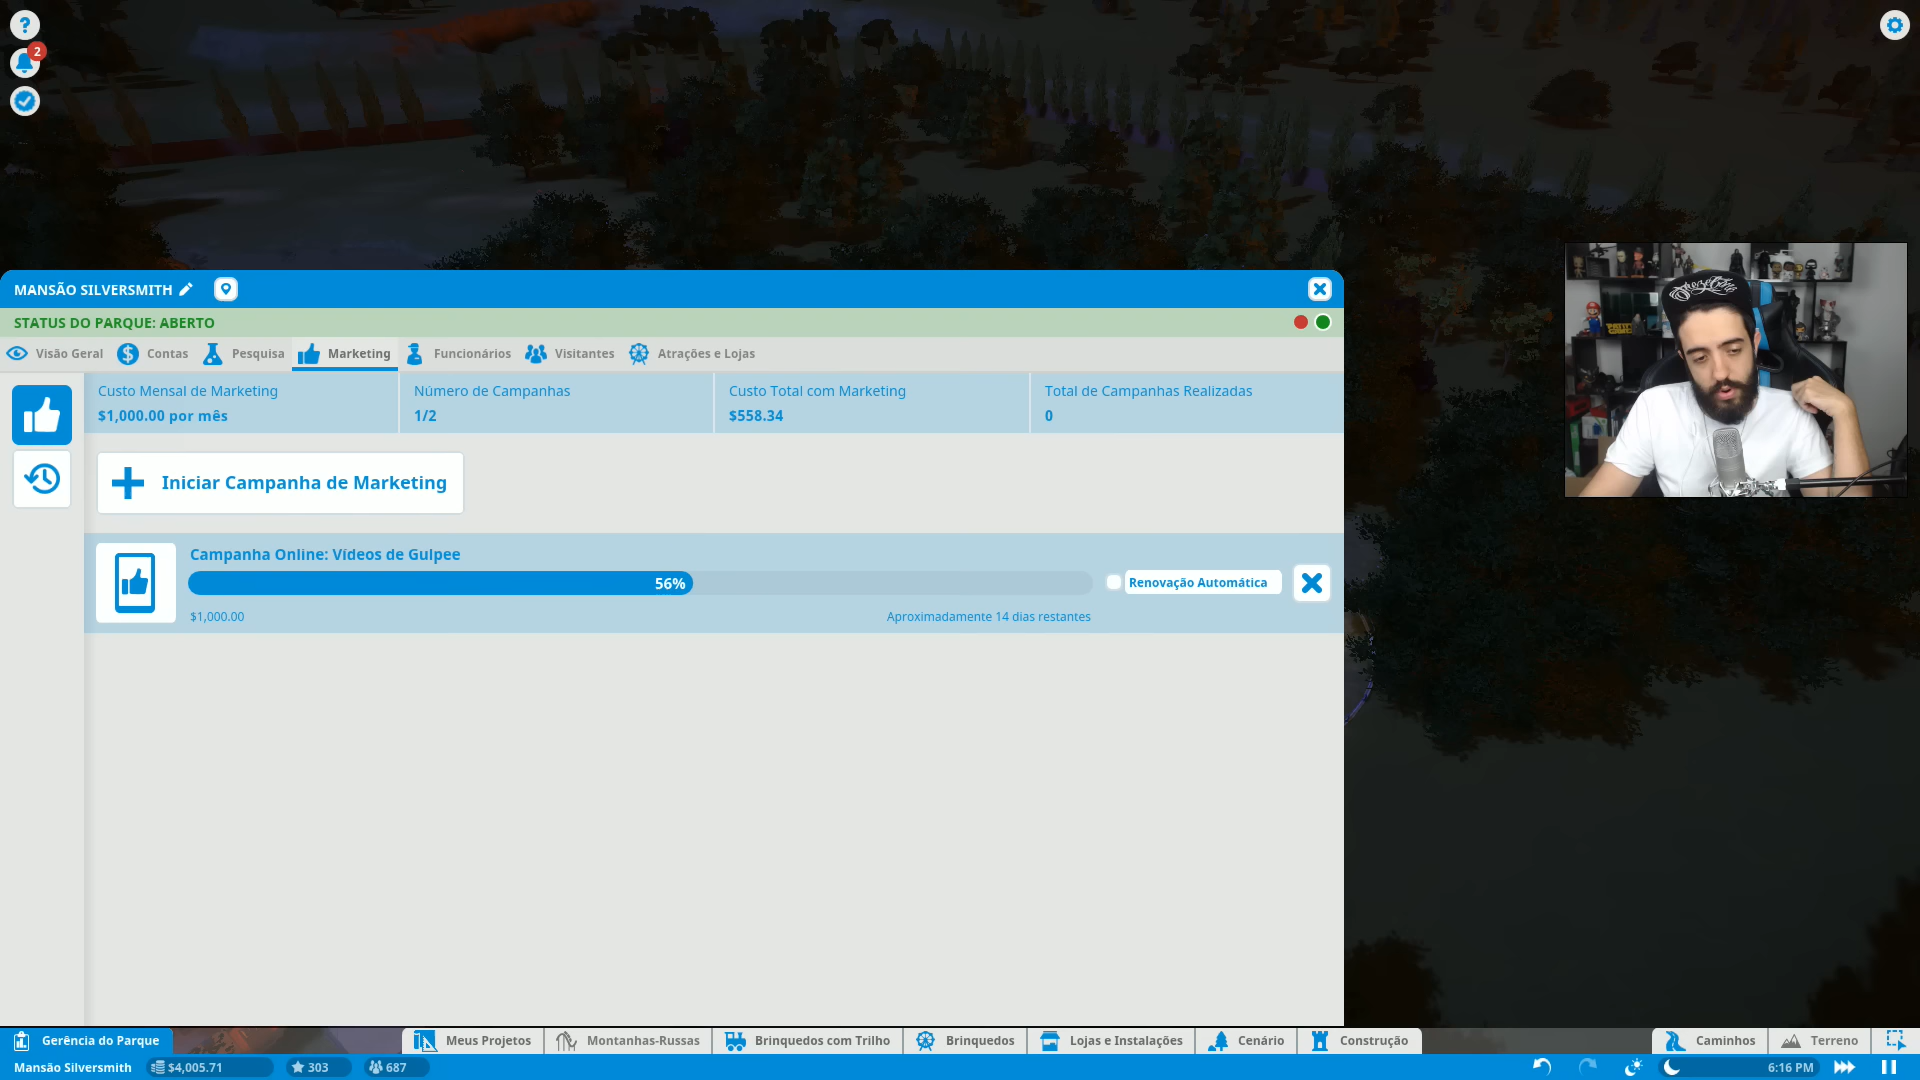 ?
2
MANSÃO SILVERSMITH
STATUS DO PARQUE: ABERTO
Visão Geral
Contas
Pesquisa
Marketing
Funcionários
Visitantes
Atrações e Lojas
Custo Mensal de Marketing
$1,000.00 por mês
Número de Campanhas
1/2
Custo Total com Marketing
$558.34
Total de Campanhas Realizadas
0
Iniciar Campanha de Marketing
Campanha Online: Vídeos de Gulpee
56%
Renovação Automática
$1,000.00
Aproximadamente 14 dias restantes
Gerência do Parque
Meus Projetos
Montanhas-Russas
Brinquedos com Trilho
Brinquedos
Lojas e Instalações
Cenário
Construção
Caminhos
Terreno
Mansão Silversmith
$4,005.71
303
687
6:16 PM